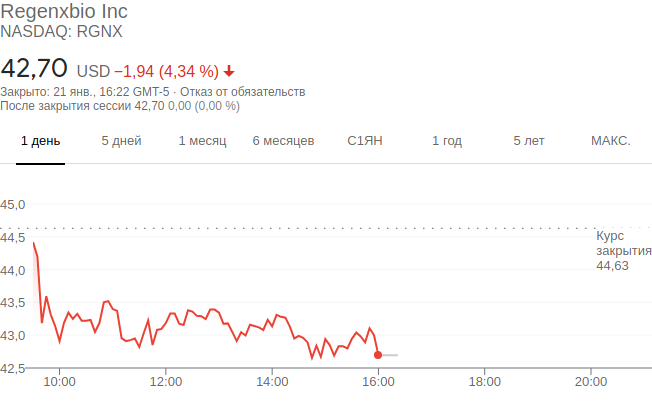 Regenxbio Inc
NASDAQ: RGNX
42,70 USD −1,94 (4,34 %)
Закрыто: 21 янв., 16:22 GMT-5 · Отказ от обязательств
После закрытия сессии 42,70 0,00 (0,00 %)
1 день 5 дней 1 месяц 6 месяцев С1ЯН 1 год 5 лет МАКС.
45,0
44,5
Курс
закрытия
44,63
44,0
43,5
43,0
42,5
10:00 12:00 14:00 16:00 18:00 20:00